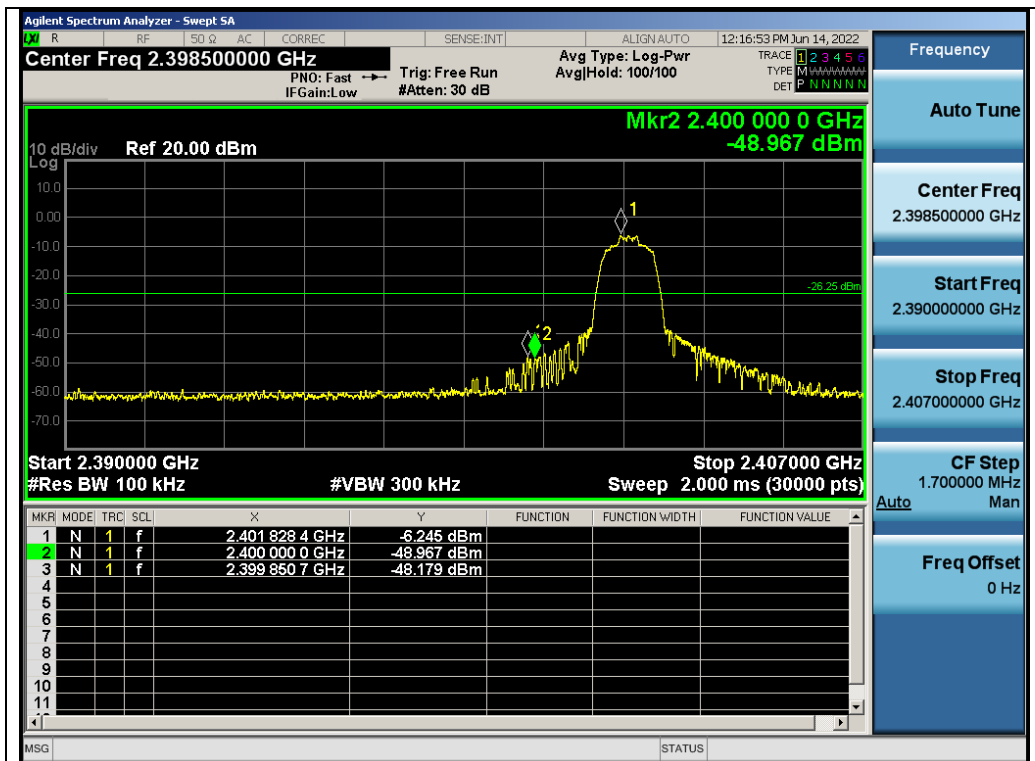 Agilent Spectrum Analyzer - Swept SA
LXI R RF 50 Ω AC CORREC SENSE:INT ALIGN AUTO 12:16:53 PM Jun 14, 2022
Center Freq 2.398500000 GHz
PNO: Fast
IFGain:Low
Trig: Free Run
#Atten: 30 dB
Avg Type: Log-Pwr
Avg|Hold: 100/100
TRACE 1 2 3 4 5 6
TYPE M W W W W W
DET P N N N N N
Mkr2 2.400 000 0 GHz
-48.967 dBm
10 dB/div Ref 20.00 dBm
Log
10.0
0.00
-10.0
-20.0
-30.0
-40.0
-50.0
-60.0
-70.0
1
2
-26.25 dBm
Start 2.390000 GHz Stop 2.407000 GHz
#Res BW 100 kHz #VBW 300 kHz Sweep 2.000 ms (30000 pts)
MKR MODE TRC SCL X Y FUNCTION FUNCTION WIDTH FUNCTION VALUE
1 N 1 f 2.401 828 4 GHz -6.245 dBm
2 N 1 f 2.400 000 0 GHz -48.967 dBm
3 N 1 f 2.399 850 7 GHz -48.179 dBm
4
5
6
7
8
9
10
11
MSG STATUS
Frequency
Auto Tune
Center Freq
2.398500000 GHz
Start Freq
2.390000000 GHz
Stop Freq
2.407000000 GHz
CF Step
1.700000 MHz
Auto Man
Freq Offset
0 Hz